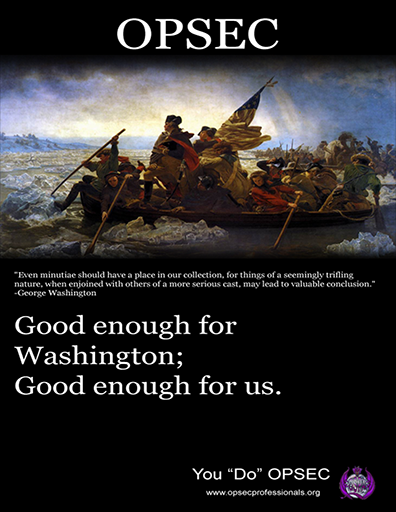 OPSEC
"Even minutiae should have a place in our collection, for things of a seemingly trifling
nature, when enjoined with others of a more serious cast, may lead to valuable conclusion."
-George Washington
Good enough for
Washington;
Good enough for us.
You “Do” OPSEC
www.opsecprofessionals.org